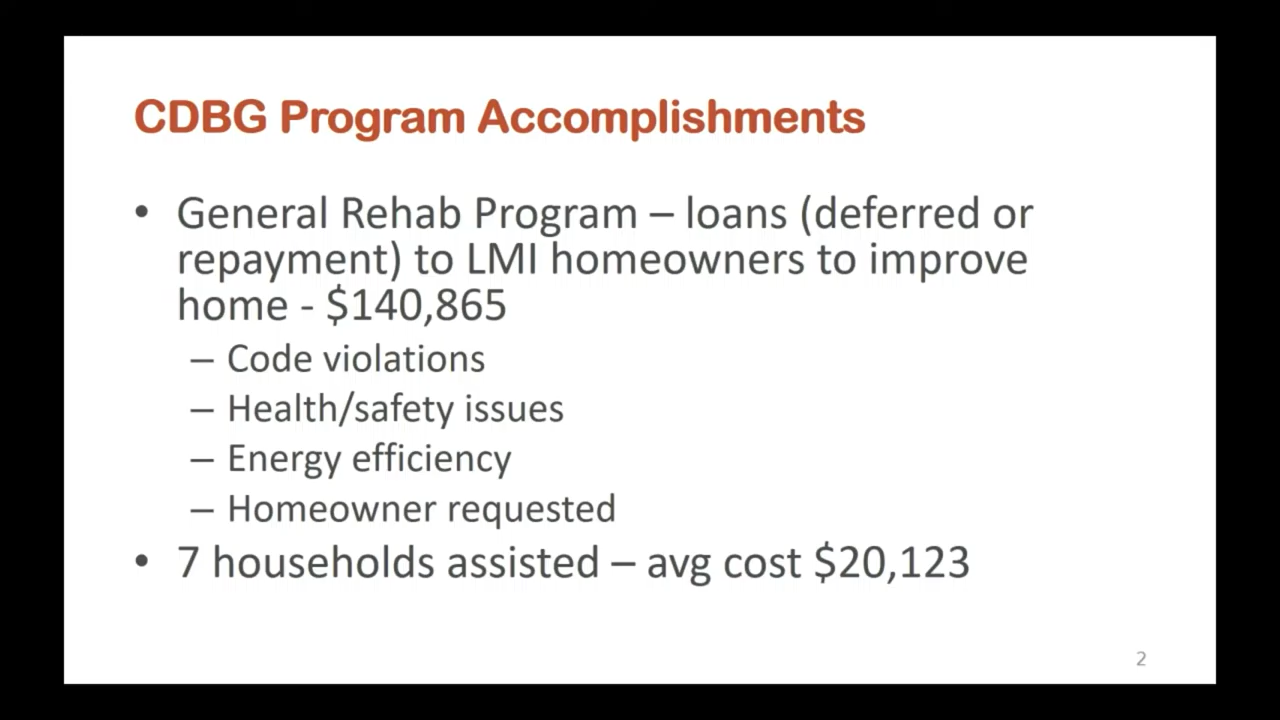 CDBG Program Accomplishments
• General Rehab Program – loans (deferred or
repayment) to LMI homeowners to improve
home - $140,865
– Code violations
– Health/safety issues
– Energy efficiency
– Homeowner requested
• 7 households assisted – avg cost $20,123
2